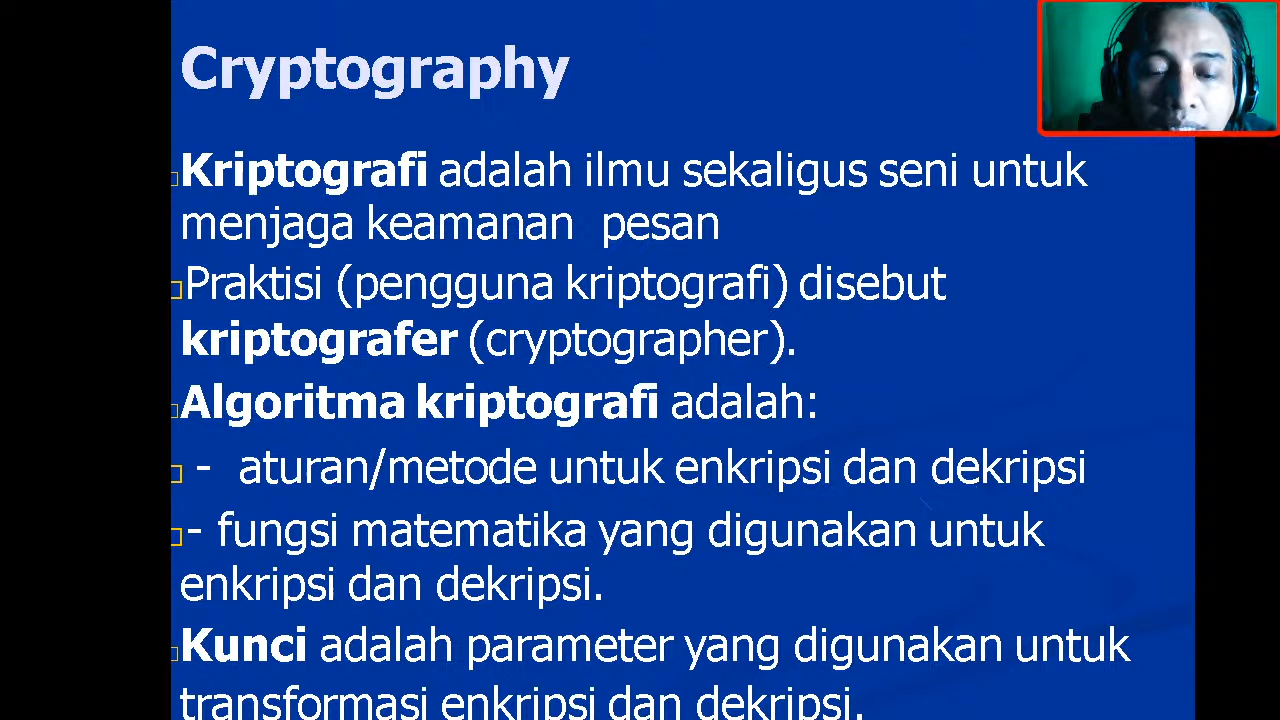 Cryptography
Kriptografi adalah ilmu sekaligus seni untuk
menjaga keamanan pesan
Praktisi (pengguna kriptografi) disebut
kriptografer (cryptographer).
Algoritma kriptografi adalah:
- aturan/metode untuk enkripsi dan dekripsi
- fungsi matematika yang digunakan untuk
enkripsi dan dekripsi.
Kunci adalah parameter yang digunakan untuk
transformasi enkripsi dan dekripsi.